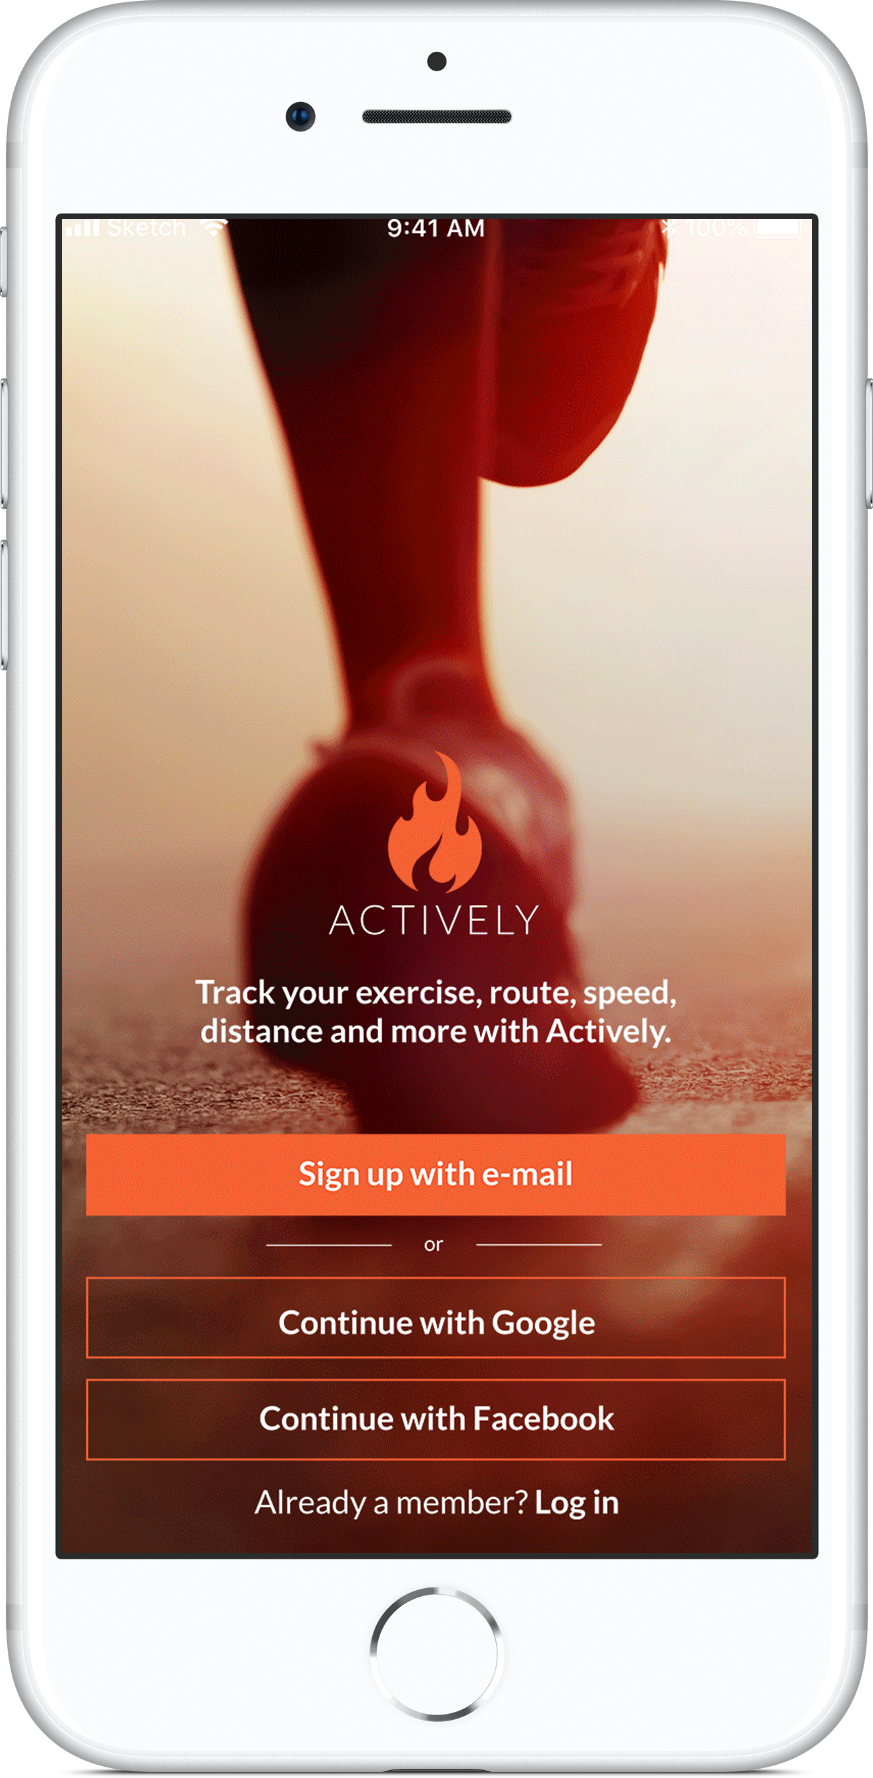 Sketch 9:41 AM 100%
ACTIVELY
Track your exercise, route, speed,
distance and more with Actively.
Sign up with e-mail
or
Continue with Google
Continue with Facebook
Already a member? Log in